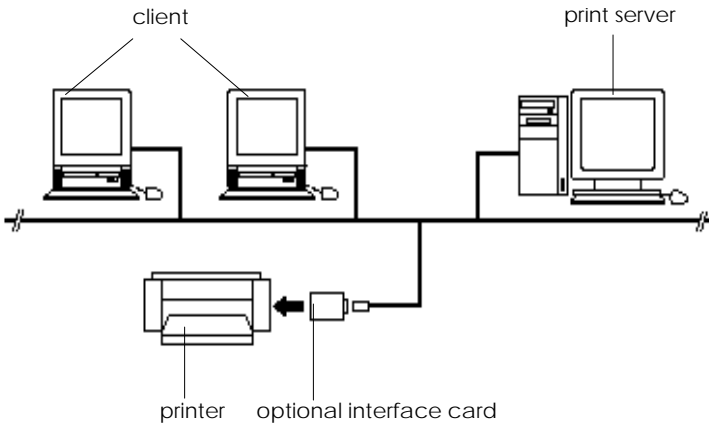 client
print server
printer
optional interface card